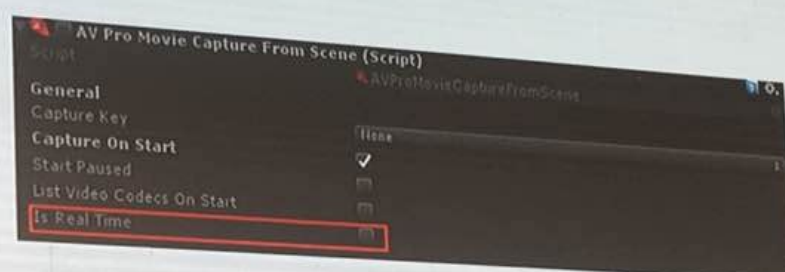 AV Pro Movie Capture From Scene (Script)
Script AVProMovieCaptureFromScene
General
Capture Key None
Capture On Start
Start Paused
List Video Codecs On Start
Is Real Time